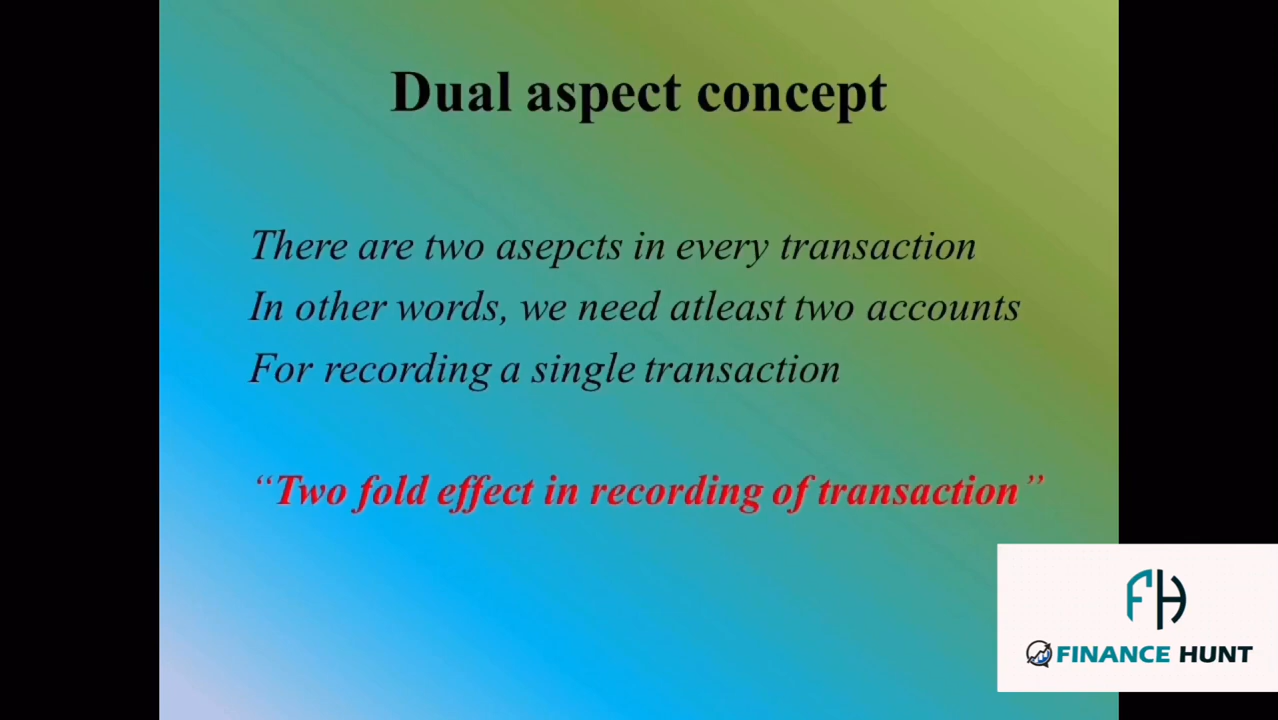 Dual aspect concept
There are two asepcts in every transaction
In other words, we need atleast two accounts
For recording a single transaction
“Two fold effect in recording of transaction”
FH
FINANCE HUNT